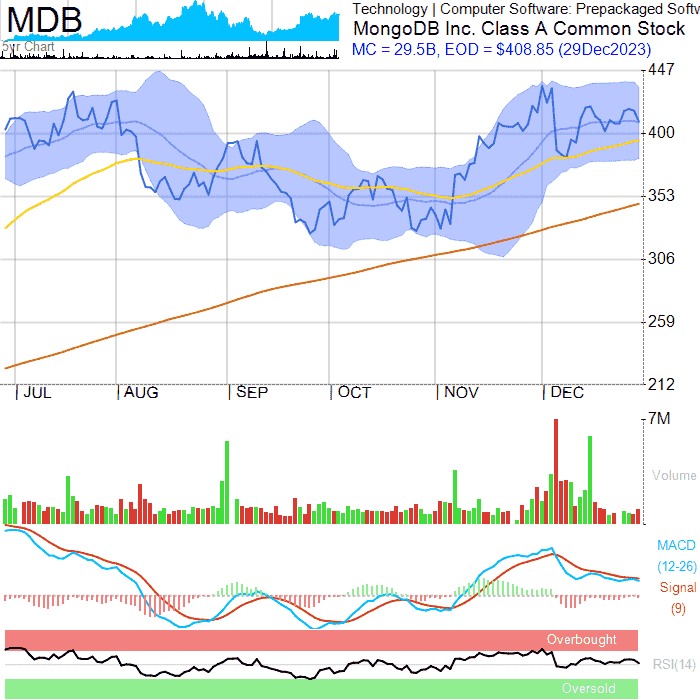 MDB
5yr Chart
Technology | Computer Software: Prepackaged Softw
MongoDB Inc. Class A Common Stock
MC = 29.5B, EOD = $408.85 (29Dec2023)
447
400
353
306
259
212
JUL AUG SEP OCT NOV DEC
7M
Volume
MACD
(12-26)
Signal
(9)
Overbought
RSI(14)
Oversold